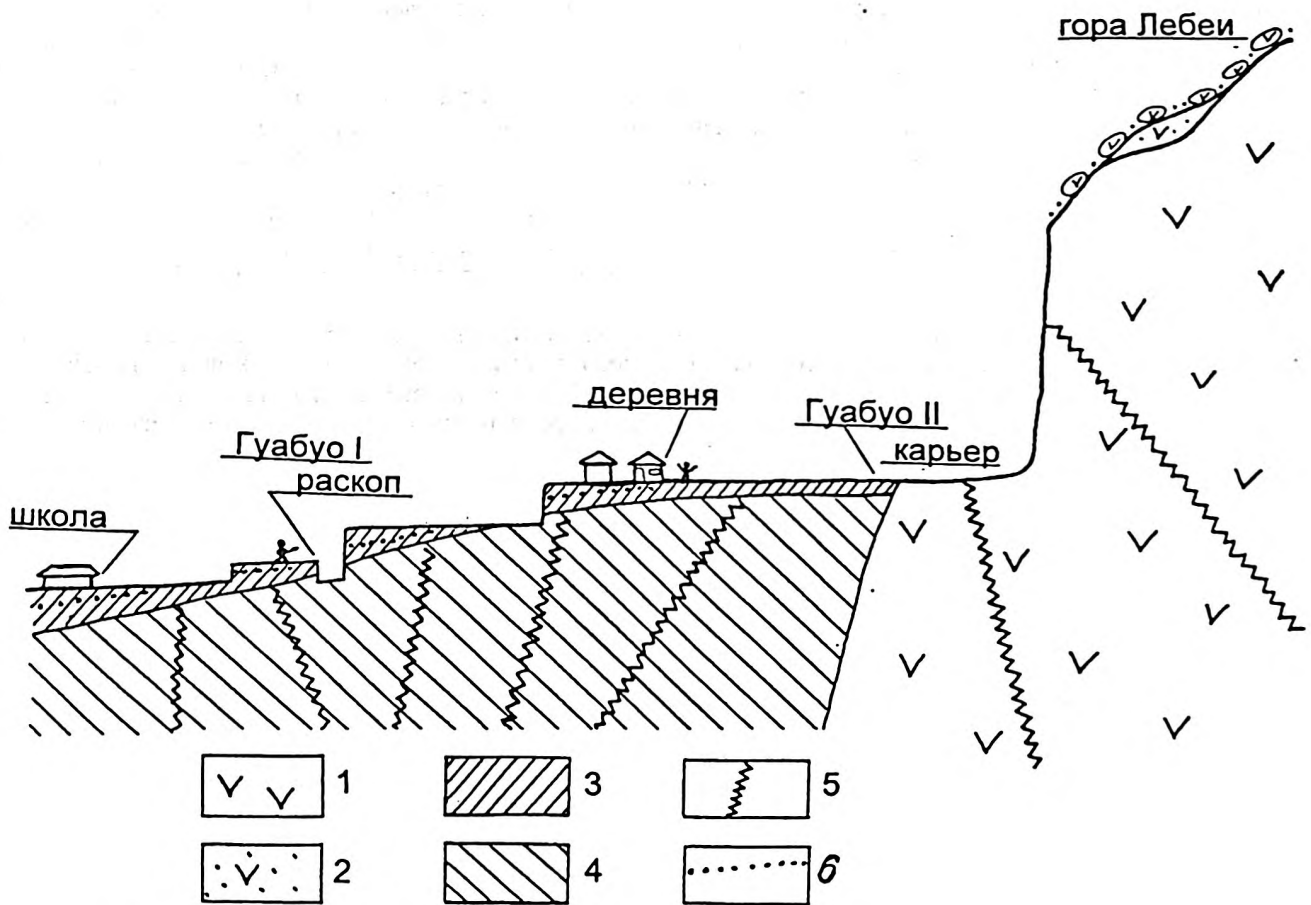 гора Лебеи
деревня
Гуабуо II
карьер
Гуабуо I
раскоп
школа
1
3
5
2
4
6